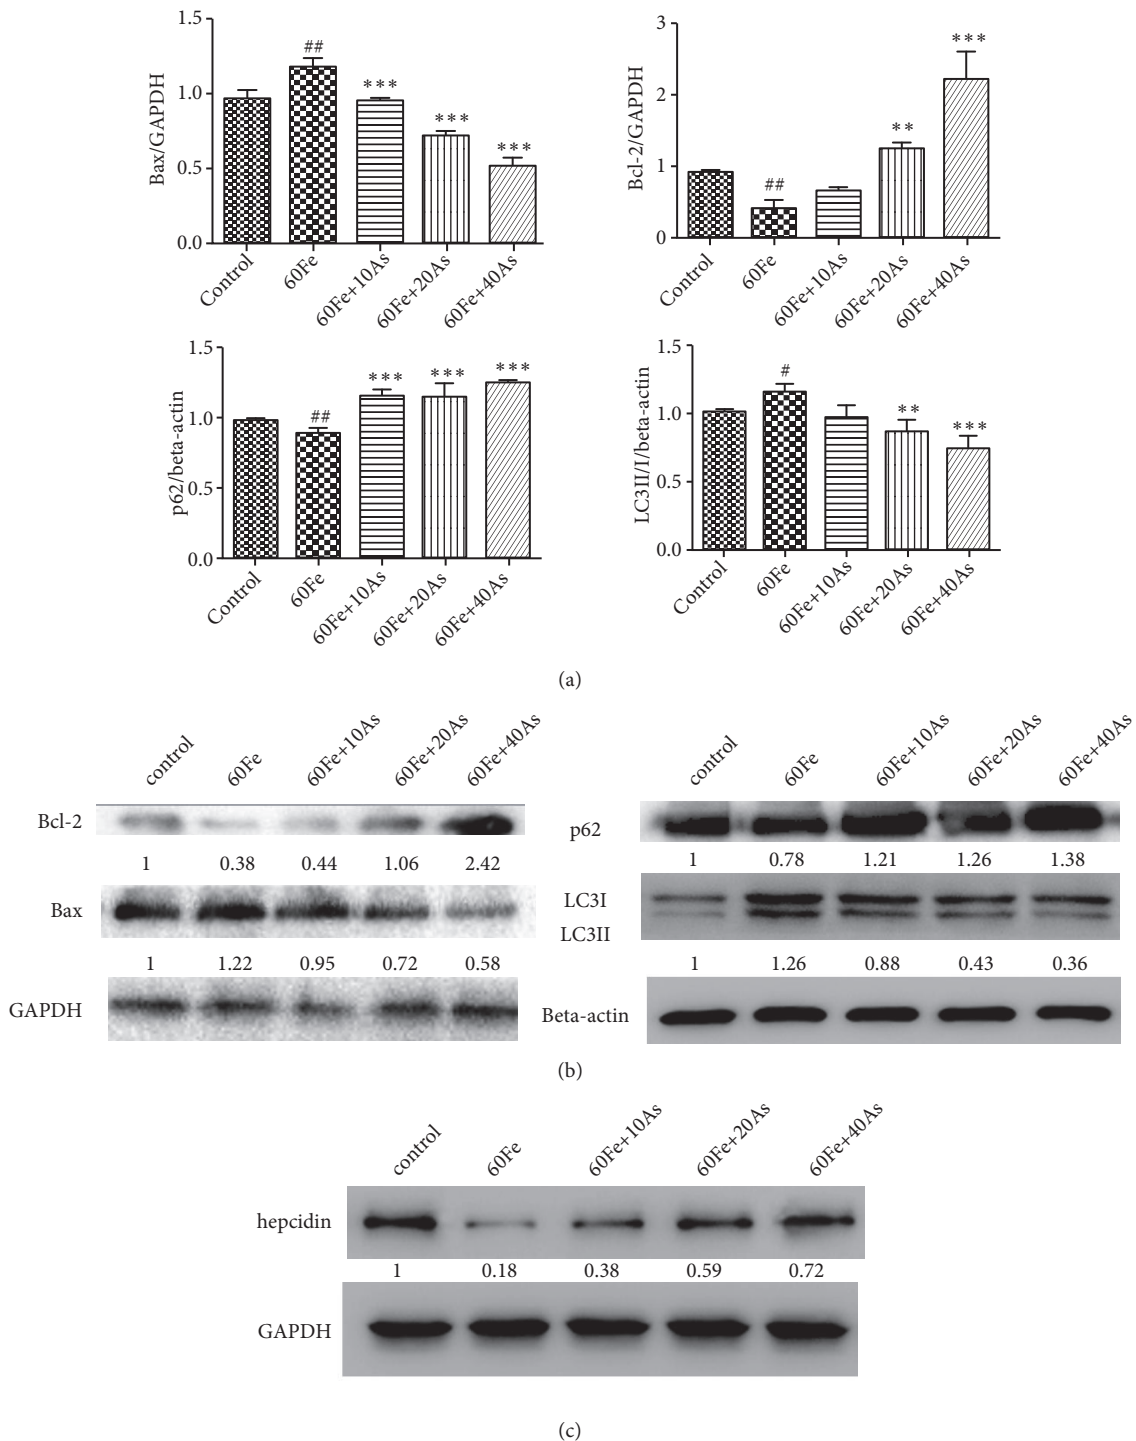 Bax/GAPDH
1.5
1.0
0.5
0.0
##
***
***
***
Control
60Fe
60Fe+10As
60Fe+20As
60Fe+40As
Bcl-2/GAPDH
3
2
1
0
##
**
***
Control
60Fe
60Fe+10As
60Fe+20As
60Fe+40As
p62/beta-actin
1.5
1.0
0.5
0.0
##
***
***
***
Control
60Fe
60Fe+10As
60Fe+20As
60Fe+40As
LC3II/I/beta-actin
1.5
1.0
0.5
0.0
#
**
***
Control
60Fe
60Fe+10As
60Fe+20As
60Fe+40As
(a)
control 60Fe 60Fe+10As 60Fe+20As 60Fe+40As
Bcl-2
1 0.38 0.44 1.06 2.42
Bax
1 1.22 0.95 0.72 0.58
GAPDH
control 60Fe 60Fe+10As 60Fe+20As 60Fe+40As
p62
1 0.78 1.21 1.26 1.38
LC3I
LC3II
1 1.26 0.88 0.43 0.36
Beta-actin
(b)
control 60Fe 60Fe+10As 60Fe+20As 60Fe+40As
hepcidin
1 0.18 0.38 0.59 0.72
GAPDH
(c)